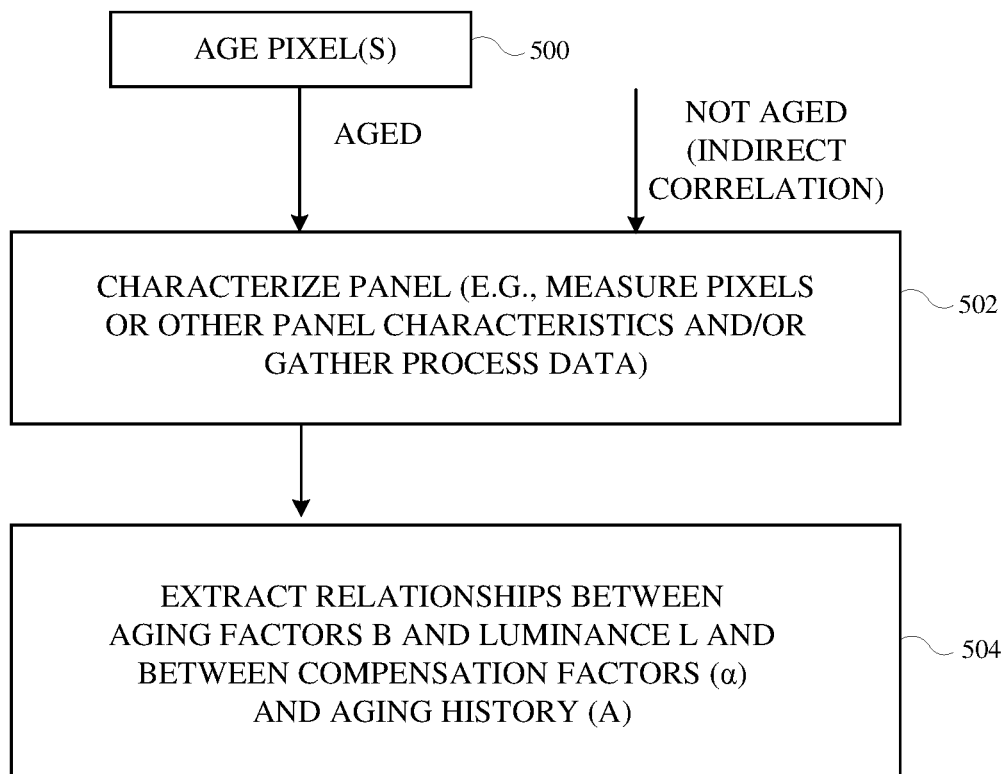 AGE PIXEL(S)
500
AGED
NOT AGED
(INDIRECT
CORRELATION)
CHARACTERIZE PANEL (E.G., MEASURE PIXELS
OR OTHER PANEL CHARACTERISTICS AND/OR
GATHER PROCESS DATA)
502
EXTRACT RELATIONSHIPS BETWEEN
AGING FACTORS B AND LUMINANCE L AND
BETWEEN COMPENSATION FACTORS (α)
AND AGING HISTORY (A)
504